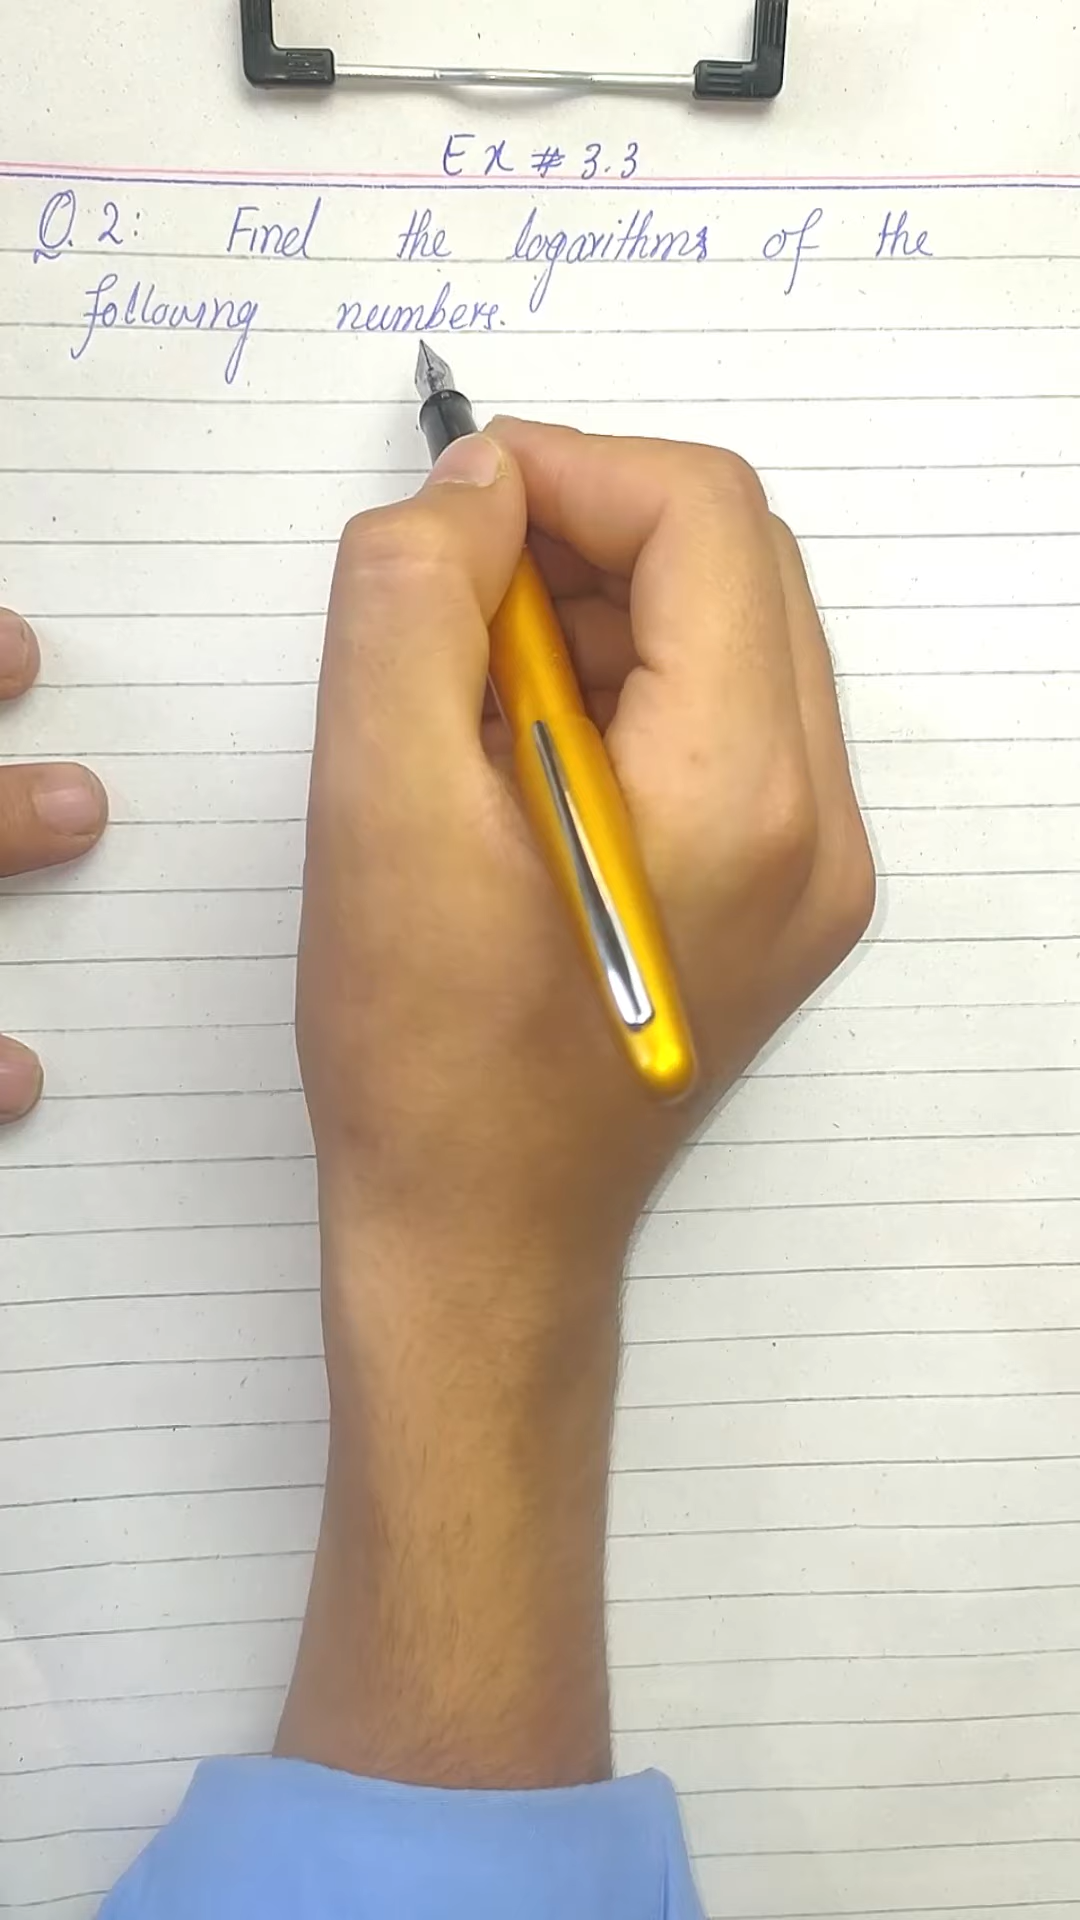 Ex # 3.3
Q. 2: Find the logarithms of the
following numbers.